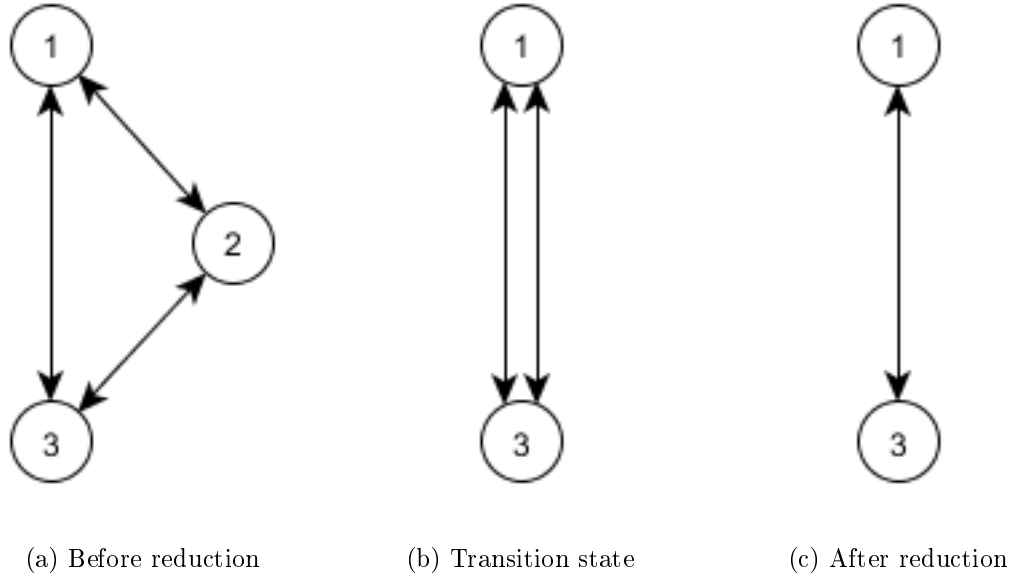 1
2
3
(a) Before reduction
1
3
(b) Transition state
1
3
(c) After reduction